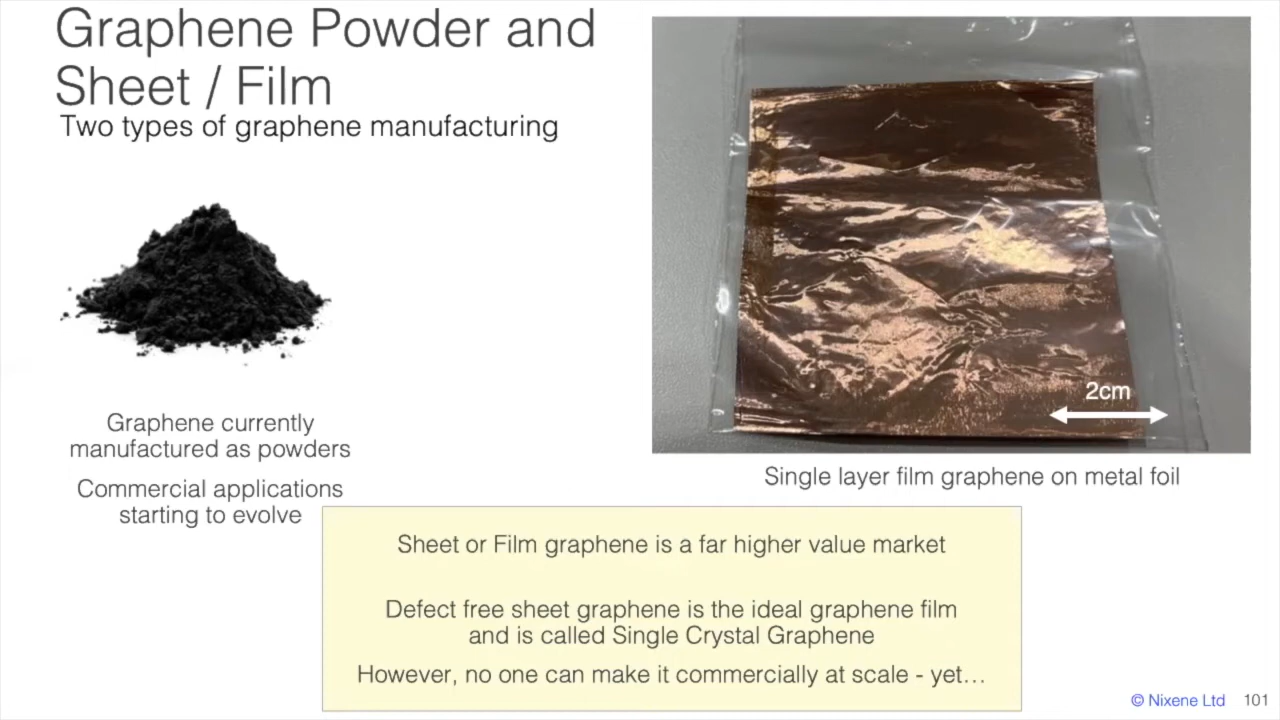 Graphene Powder and
Sheet / Film
Two types of graphene manufacturing
Graphene currently
manufactured as powders
Commercial applications
starting to evolve
2cm
Single layer film graphene on metal foil
Sheet or Film graphene is a far higher value market
Defect free sheet graphene is the ideal graphene film
and is called Single Crystal Graphene
However, no one can make it commercially at scale - yet…
© Nixene Ltd 101